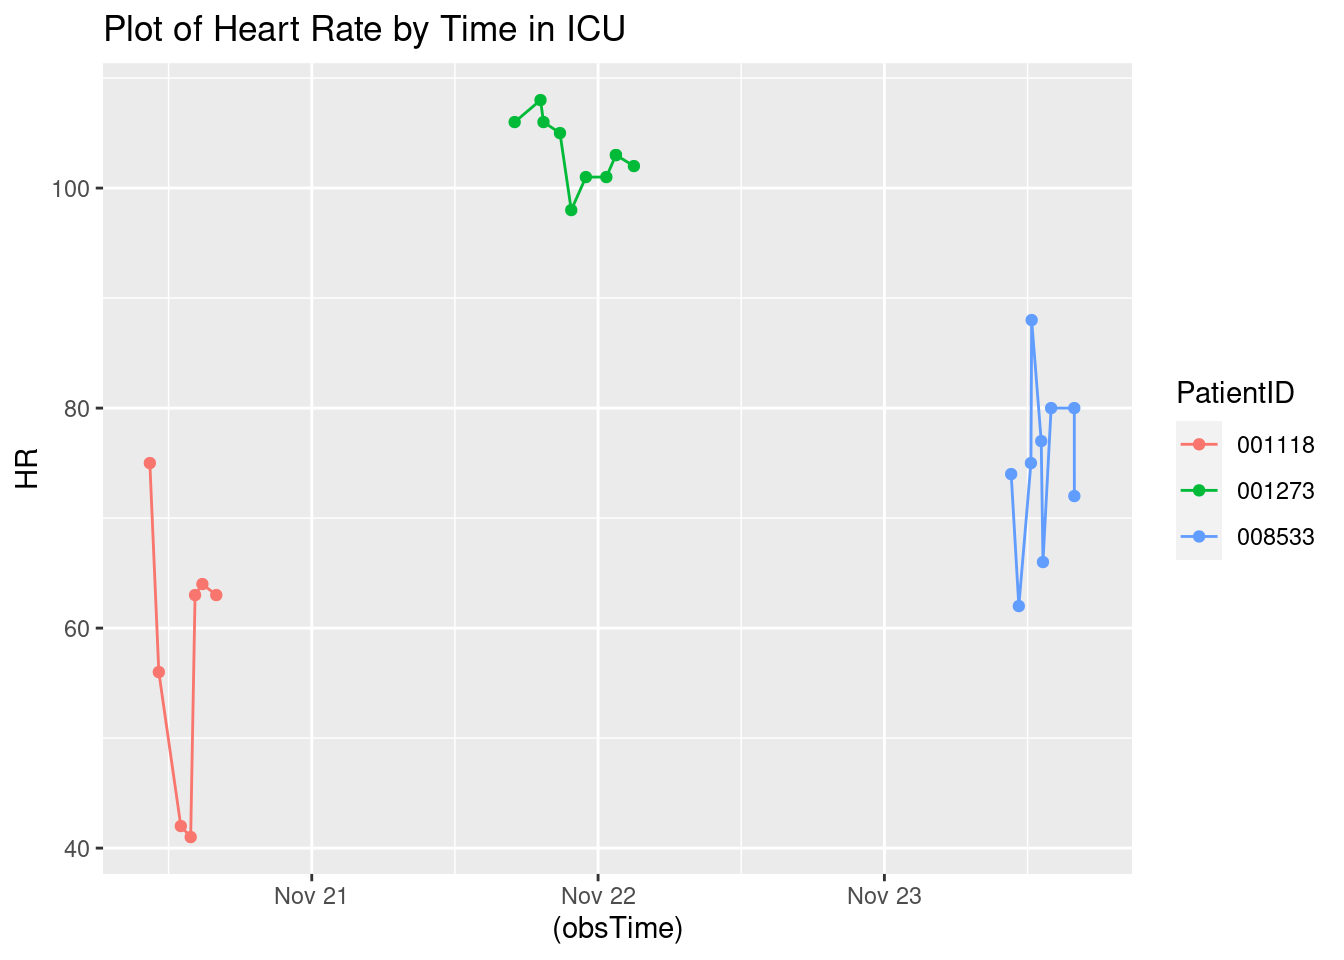 Plot of Heart Rate by Time in ICU
HR
100
80
60
40
Nov 21 Nov 22 Nov 23
(obsTime)
PatientID
001118
001273
008533